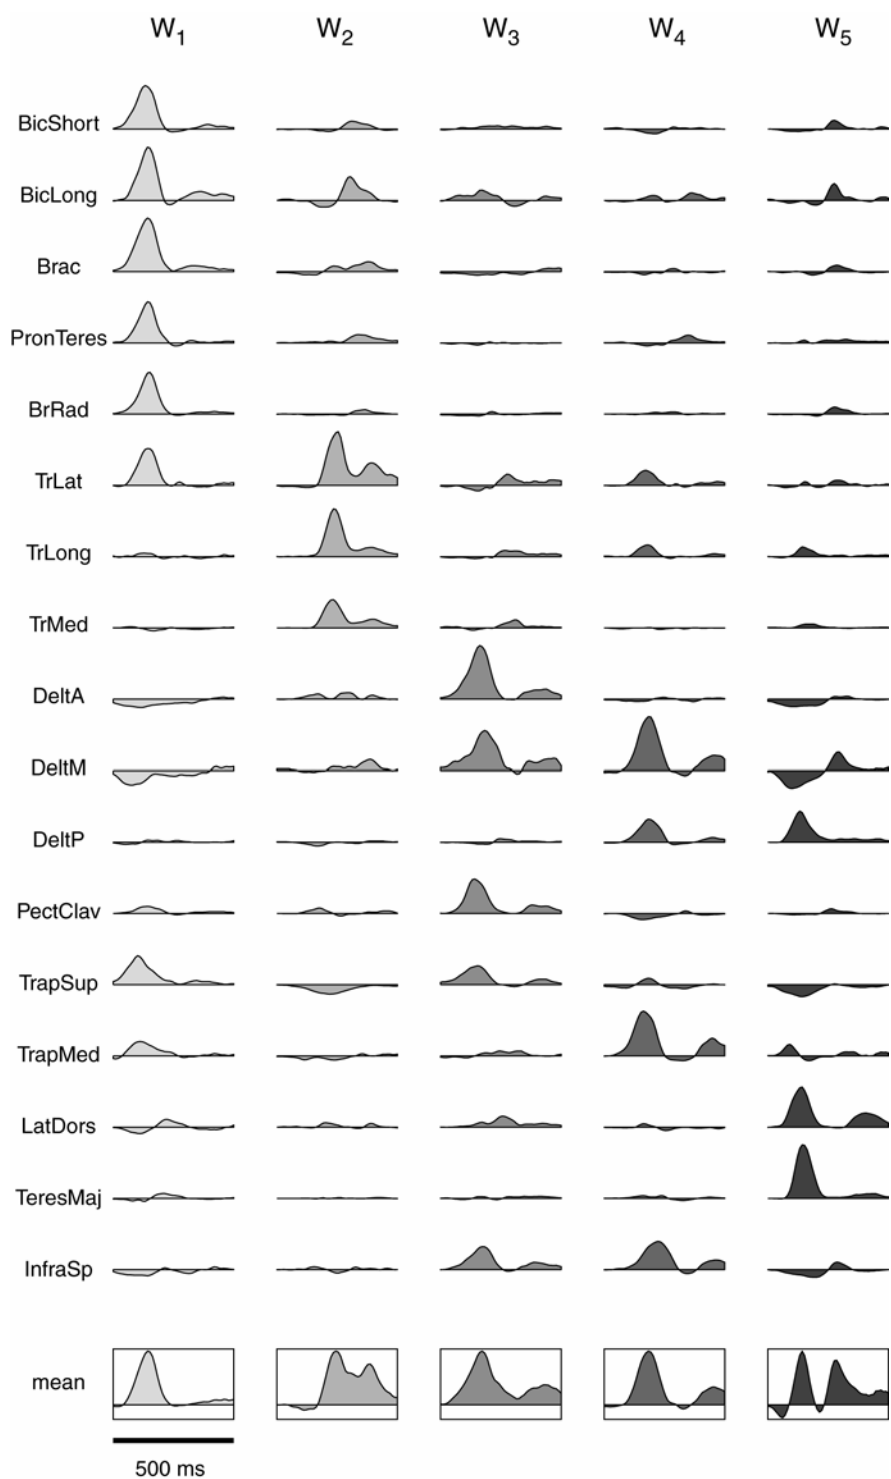 W1 W2 W3 W4 W5
BicShort
BicLong
Brac
PronTeres
BrRad
TrLat
TrLong
TrMed
DeltA
DeltM
DeltP
PectClav
TrapSup
TrapMed
LatDors
TeresMaj
InfraSp
mean
500 ms